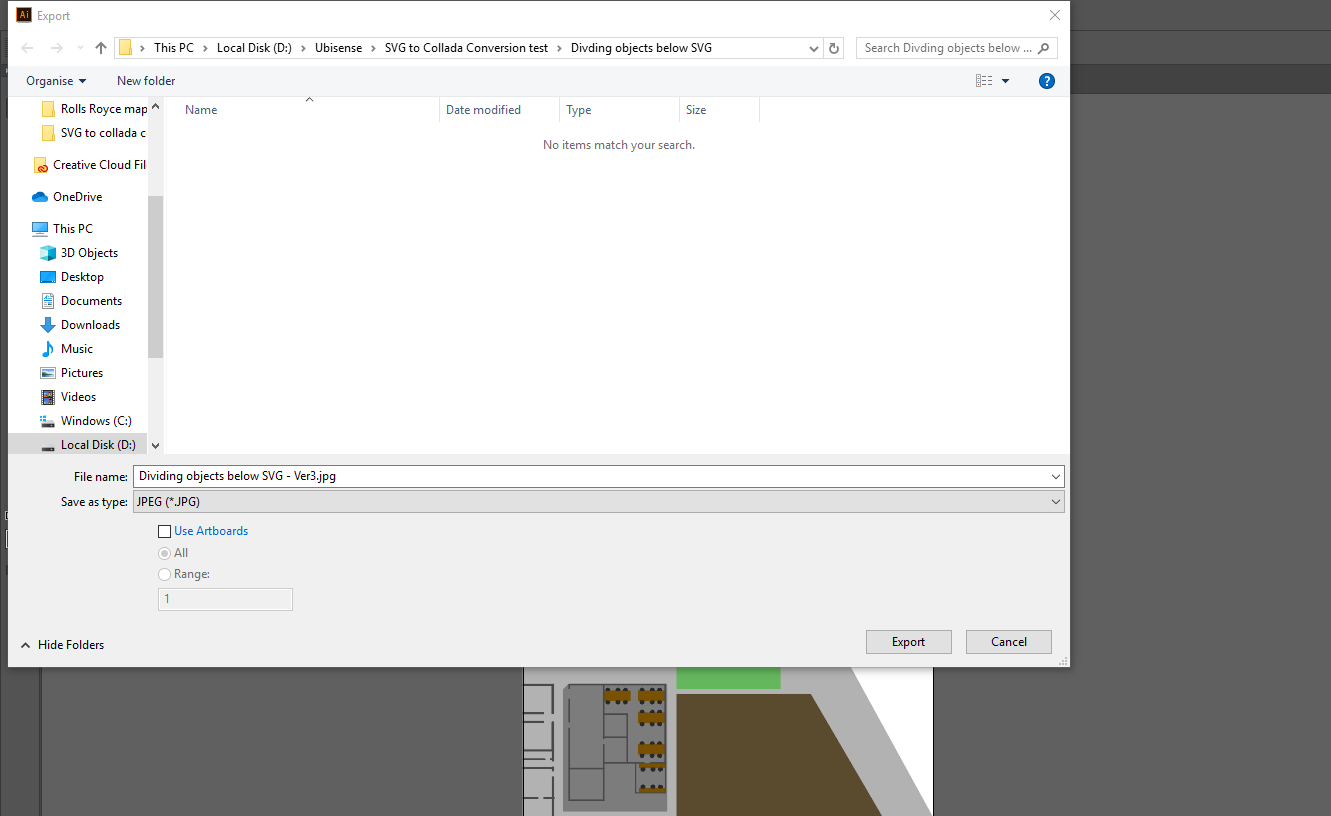 Ai Export
This PC > Local Disk (D:) > Ubisense > SVG to Collada Conversion test > Divding objects below SVG
Search Divding objects below ...
Organise New folder
Rolls Royce map
SVG to collada c
Creative Cloud Fil
OneDrive
This PC
3D Objects
Desktop
Documents
Downloads
Music
Pictures
Videos
Windows (C:)
Local Disk (D:)
Name Date modified Type Size
No items match your search.
File name: Dividing objects below SVG - Ver3.jpg
Save as type: JPEG (*.JPG)
Use Artboards
All
Range:
1
Hide Folders
Export Cancel